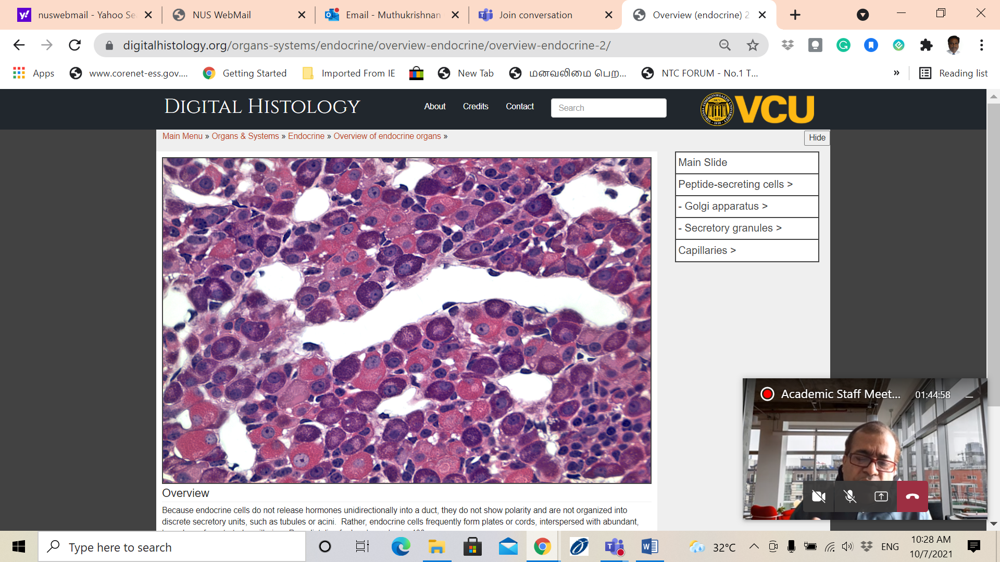 nuswebmail - Yahoo Se
NUS WebMail
Email - Muthukrishnan
Join conversation
Overview (endocrine) 2
digitalhistology.org/organs-systems/endocrine/overview-endocrine/overview-endocrine-2/
Apps
www.corenet-ess.gov....
Getting Started
Imported From IE
New Tab
மனவலிமை பெற...
NTC FORUM - No.1 T...
»
Reading list
DIGITAL HISTOLOGY
About
Credits
Contact
Search
VCU
Main Menu » Organs & Systems » Endocrine » Overview of endocrine organs »
Hide
Main Slide
Peptide-secreting cells >
- Golgi apparatus >
- Secretory granules >
Capillaries >
Academic Staff Meet...
01:44:58
Overview
Because endocrine cells do not release hormones unidirectionally into a duct, they do not show polarity and are not organized into
discrete secretory units, such as tubules or acini. Rather, endocrine cells frequently form plates or cords, interspersed with abundant,
Type here to search
32°C
ENG
10:28 AM
10/7/2021